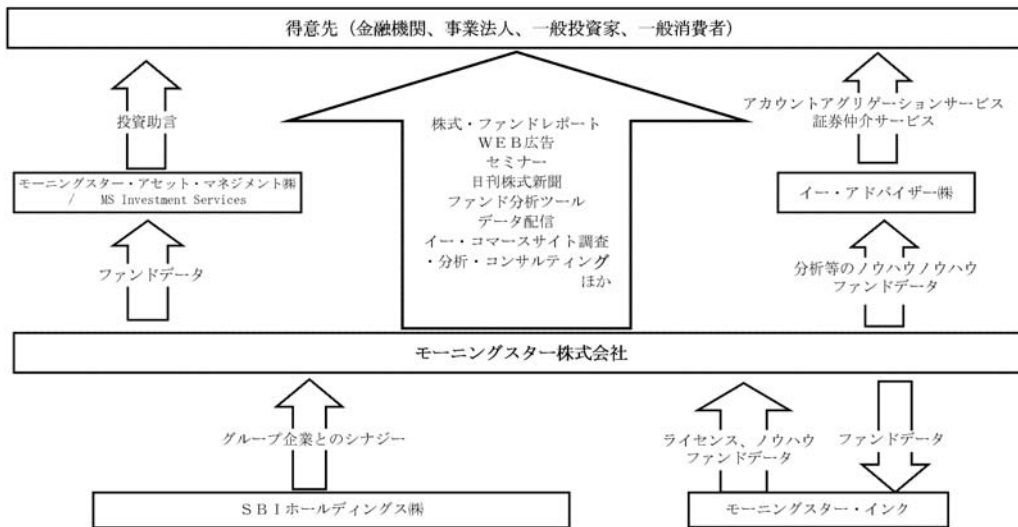 得意先（金融機関、事業法人、一般投資家、一般消費者）
投資助言
株式・ファンドレポート
ＷＥＢ広告
セミナー
日刊株式新聞
ファンド分析ツール
データ配信
イー・コマースサイト調査
・分析・コンサルティング
ほか
アカウントアグリゲーションサービス
証券仲介サービス
モーニングスター・アセット・マネジメント㈱
/ MS Investment Services
イー・アドバイザー㈱
ファンドデータ
分析等のノウハウノウハウ
ファンドデータ
モーニングスター株式会社
グループ企業とのシナジー
ライセンス、ノウハウ
ファンドデータ
ファンドデータ
ＳＢＩホールディングス㈱
モーニングスター・インク